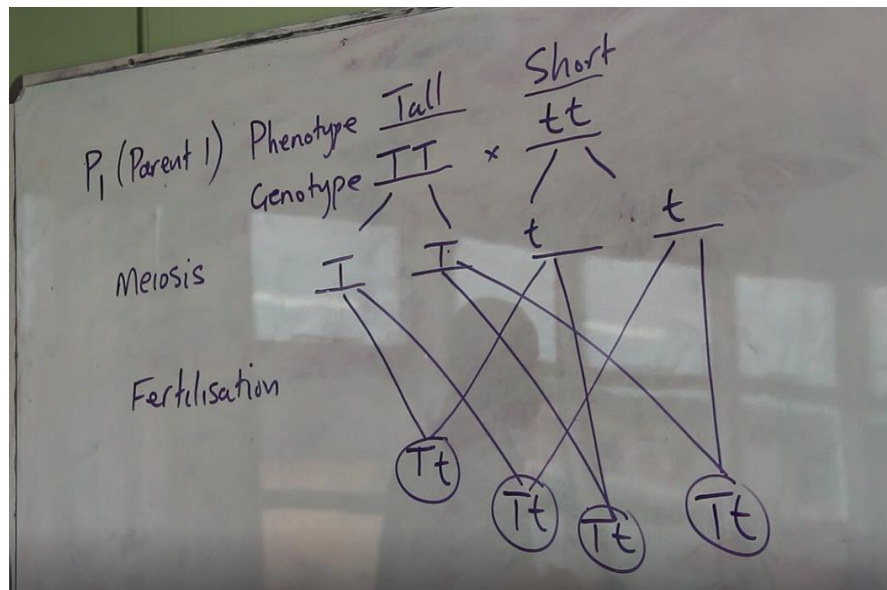 Tall Short
P1 (Parent 1) Phenotype
Genotype TT × tt
Meiosis T T t t
Fertilisation
Tt Tt Tt Tt